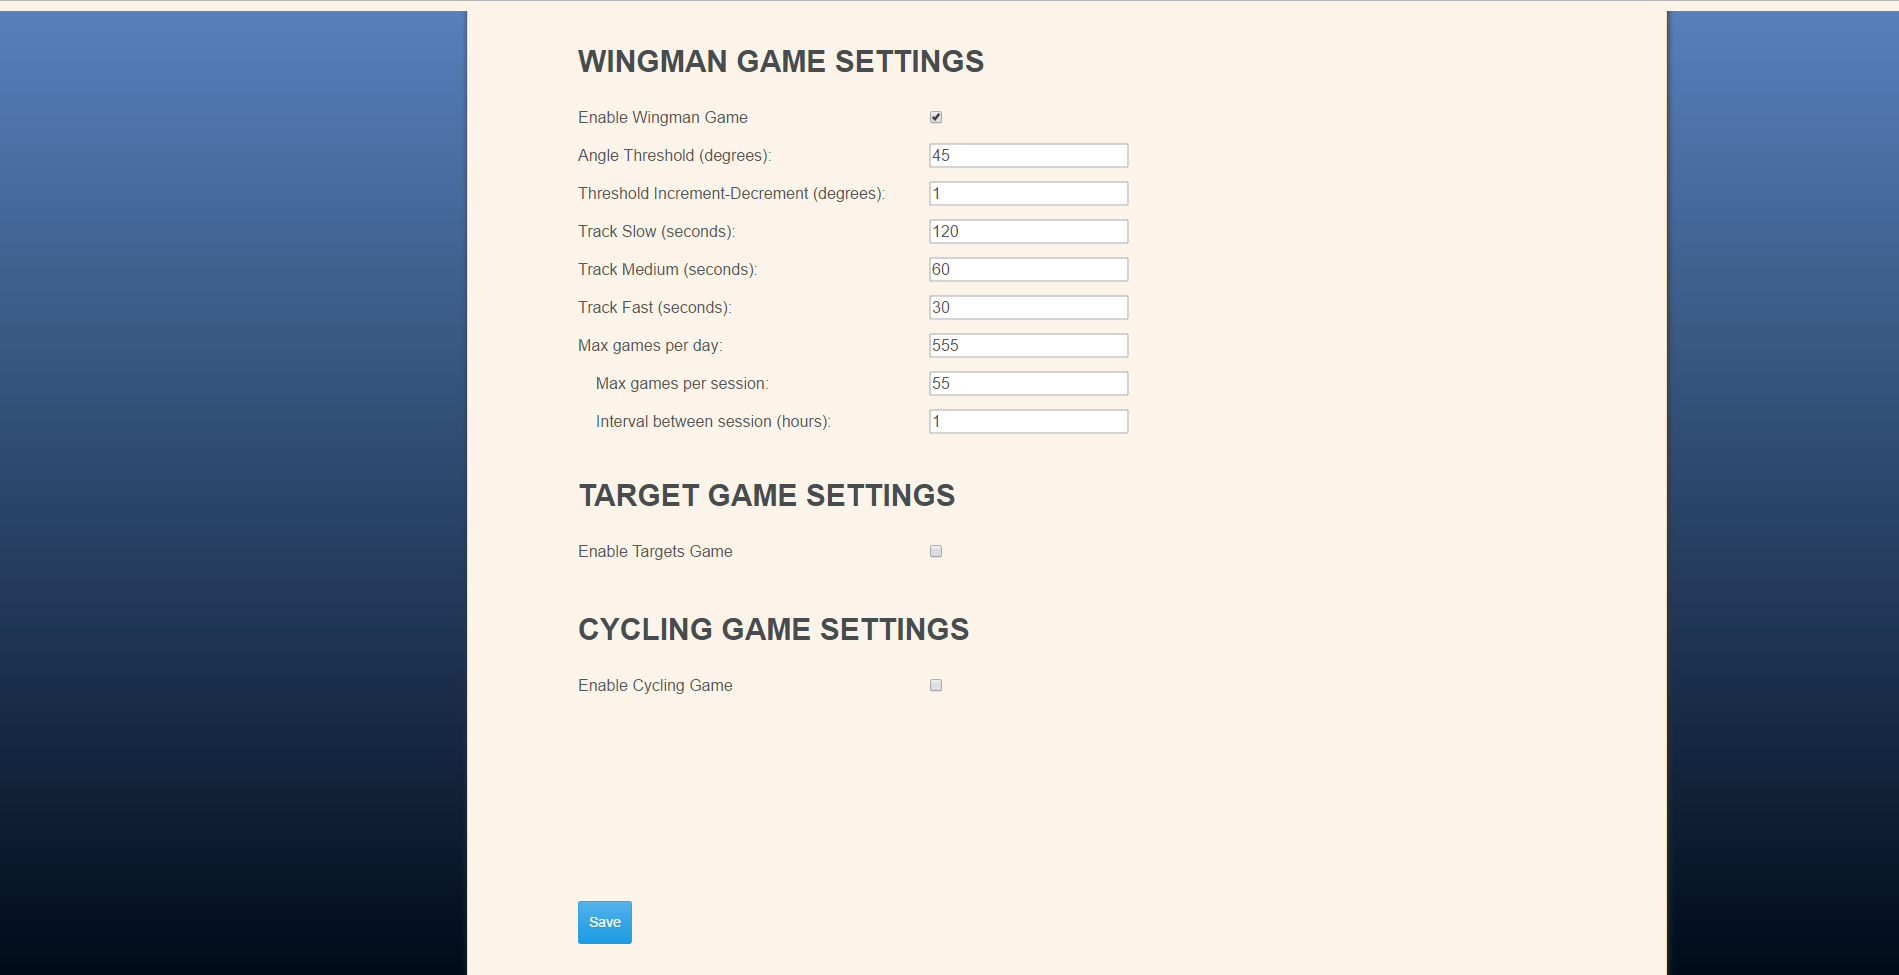 WINGMAN GAME SETTINGS
Enable Wingman Game
Angle Threshold (degrees): 45
Threshold Increment-Decrement (degrees): 1
Track Slow (seconds): 120
Track Medium (seconds): 60
Track Fast (seconds): 30
Max games per day: 555
Max games per session: 55
Interval between session (hours): 1
TARGET GAME SETTINGS
Enable Targets Game
CYCLING GAME SETTINGS
Enable Cycling Game
Save